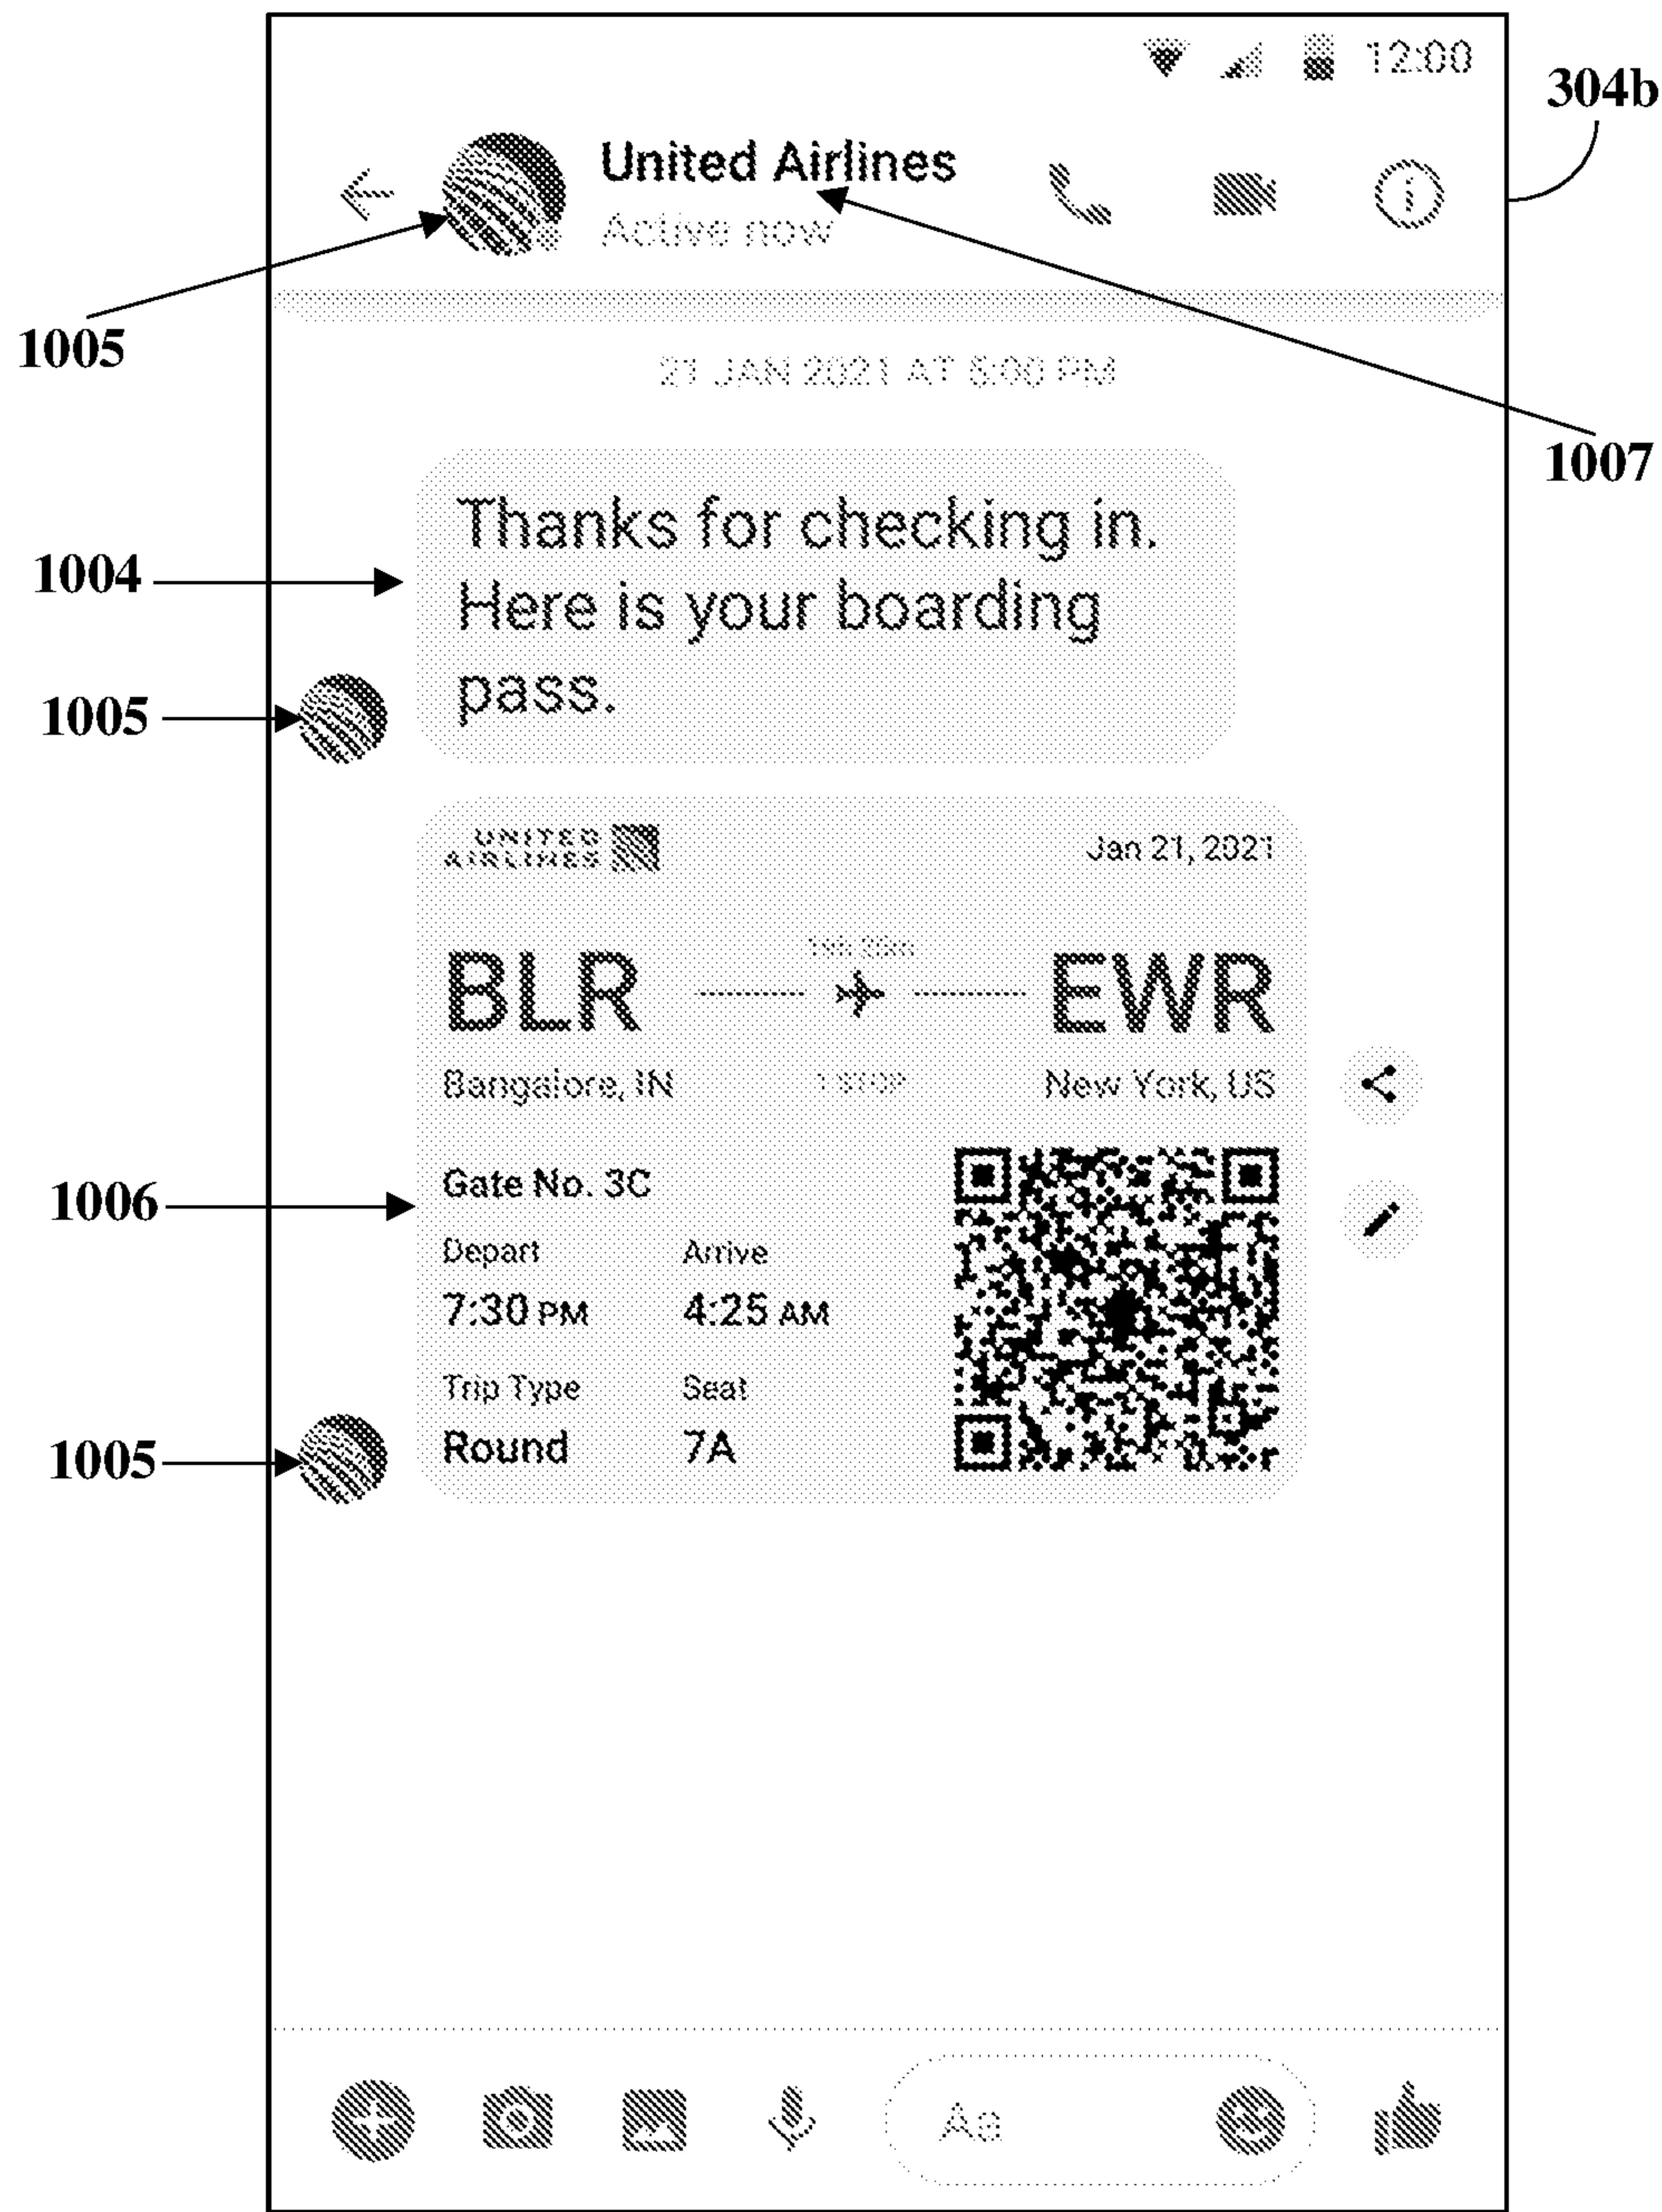 12:00
304b
United Airlines
Active now
1005
21 JAN 2021 AT 5:00 PM
1007
Thanks for checking in.
Here is your boarding
pass.
1004
1005
UNITED
AIRLINES
Jan 21, 2021
BLR
EWR
Bangalore, IN
1 STOP
New York, US
1006
Gate No. 3C
Depart
Arrive
7:30 PM
4:25 AM
Trip Type
Seat
1005
Round
7A
Aa